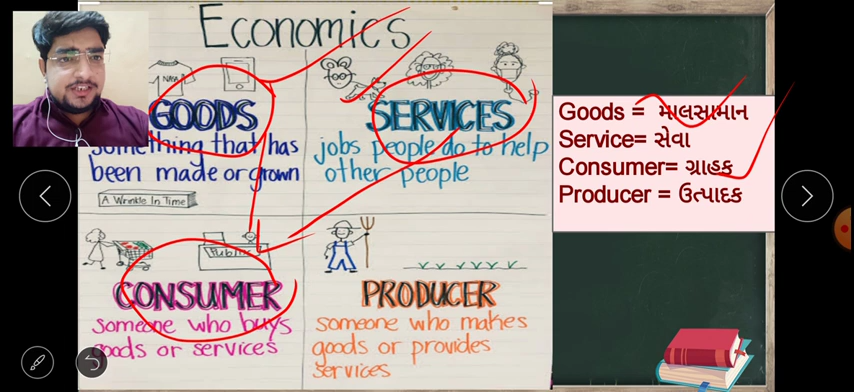 Economics
GOODS
something that has
been made or grown
A Wrinkle In Time
SERVICES
jobs people do to help
other people
CONSUMER
someone who buys
goods or services
PRODUCER
someone who makes
goods or provides
services
Goods = માલસામાન
Service= સેવા
Consumer= ગ્રાહક
Producer = ઉત્પાદક